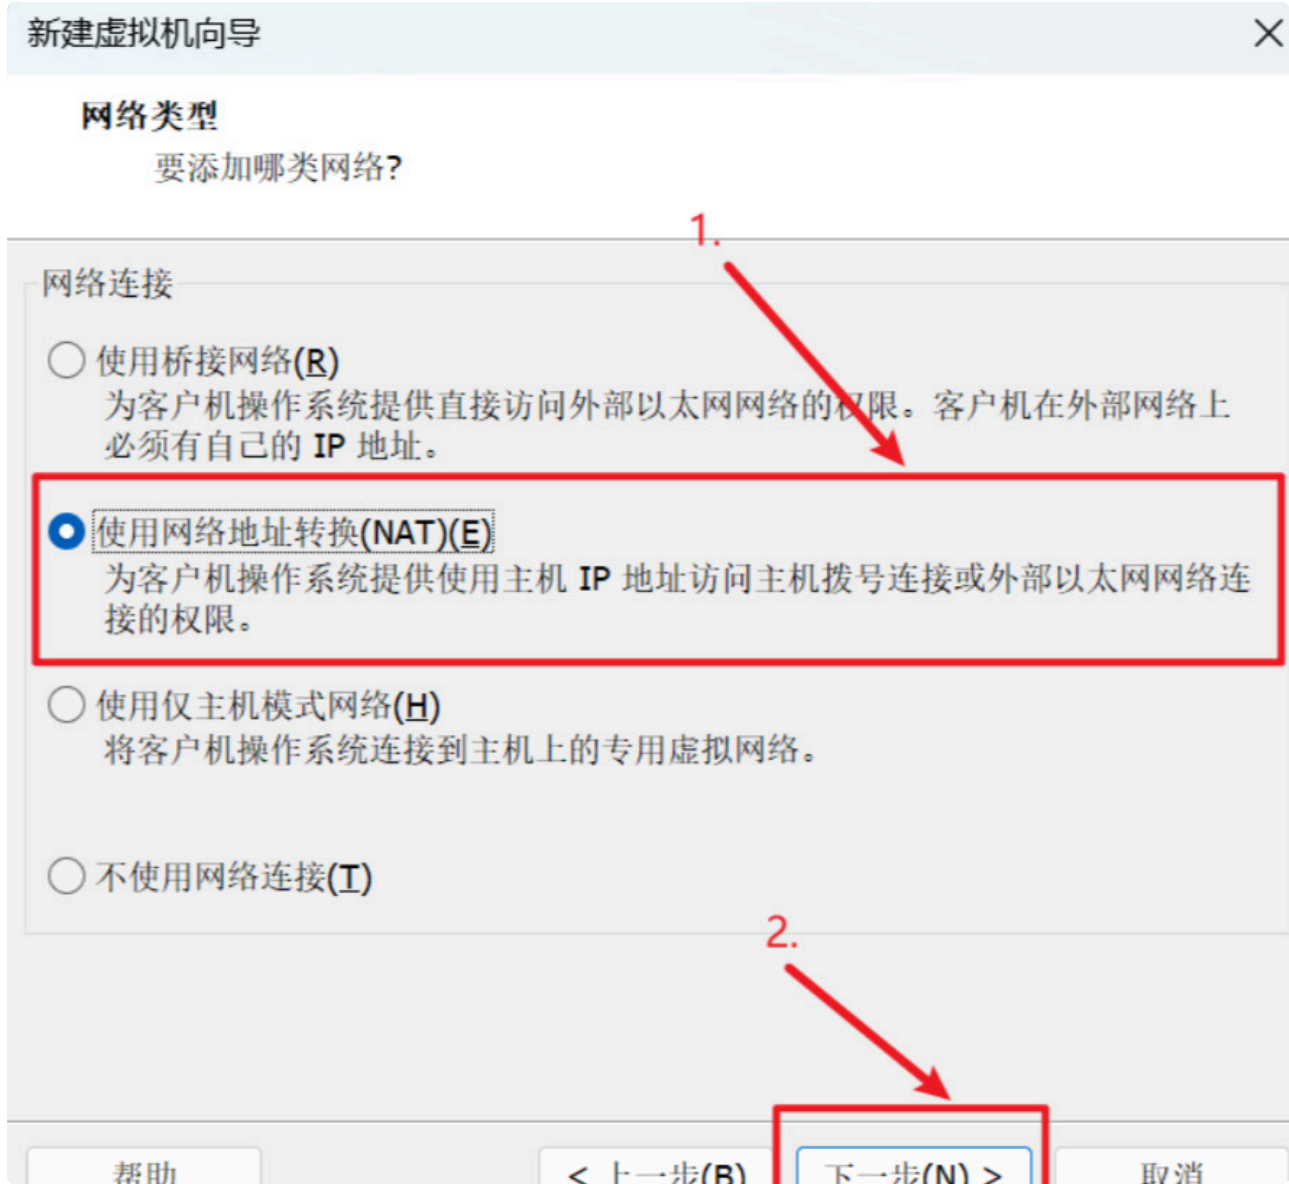 新建虚拟机向导
网络类型
要添加哪类网络?
1.
网络连接
使用桥接网络(R)
为客户机操作系统提供直接访问外部以太网网络的权限。客户机在外部网络上
必须有自己的 IP 地址。
使用网络地址转换(NAT)(E)
为客户机操作系统提供使用主机 IP 地址访问主机拨号连接或外部以太网网络连
接的权限。
使用仅主机模式网络(H)
将客户机操作系统连接到主机上的专用虚拟网络。
不使用网络连接(T)
2.
帮助
< 上一步(B)
下一步(N) >
取消